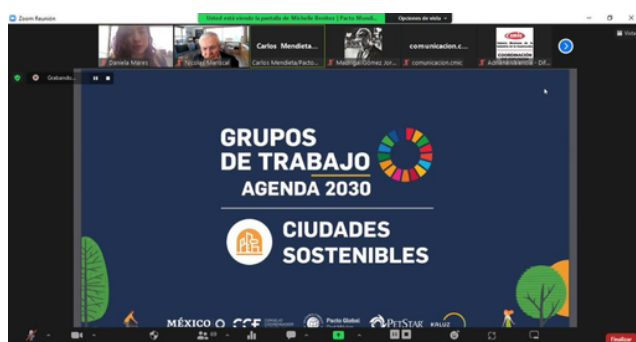 Zoom Reunión
Usted está viendo la pantalla de Michelle Benítez | Pacto Mundi...
Opciones de vista
Vista
Carlos Mendieta...
comunicacion.c...
Daniela Mares
Nicolas Mariscal
Carlos Mendieta/Pacto...
Madrigal Gómez Jor...
comunicacion.cmic
Grabando...
GRUPOS
DE TRABAJO
AGENDA 2030
CIUDADES
SOSTENIBLES
MÉXICO
CCE
Pacto Global
PETSTAR
KALUZ
Finalizar